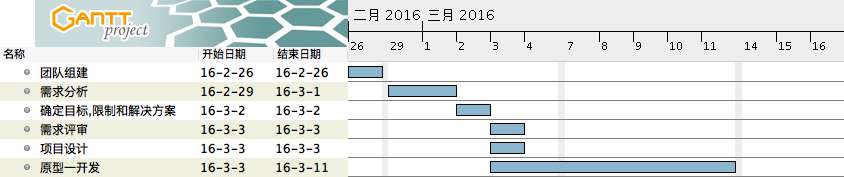 GANTT project
二月 2016 三月 2016
26 29 1 2 3 4 7 8 9 10 11 14 15 16
名称 开始日期 结束日期
团队组建 16-2-26 16-2-26
需求分析 16-2-29 16-3-1
确定目标,限制和解决方案 16-3-2 16-3-2
需求评审 16-3-3 16-3-3
项目设计 16-3-3 16-3-3
原型一开发 16-3-3 16-3-11